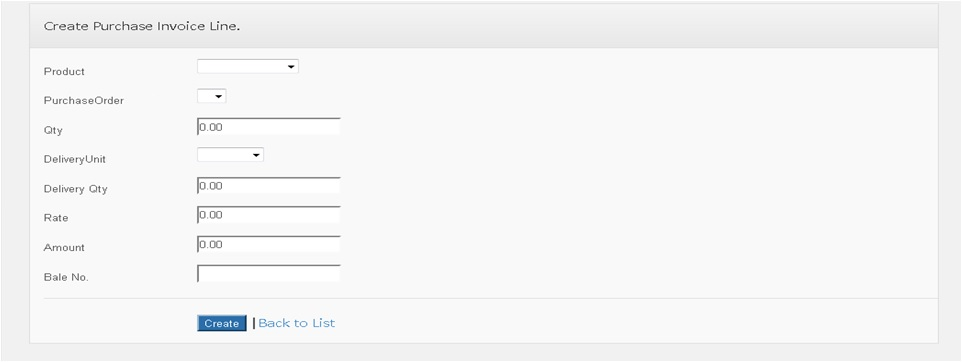 Create Purchase Invoice Line.
Product
PurchaseOrder
Qty 0.00
DeliveryUnit
Delivery Qty 0.00
Rate 0.00
Amount 0.00
Bale No.
Create | Back to List